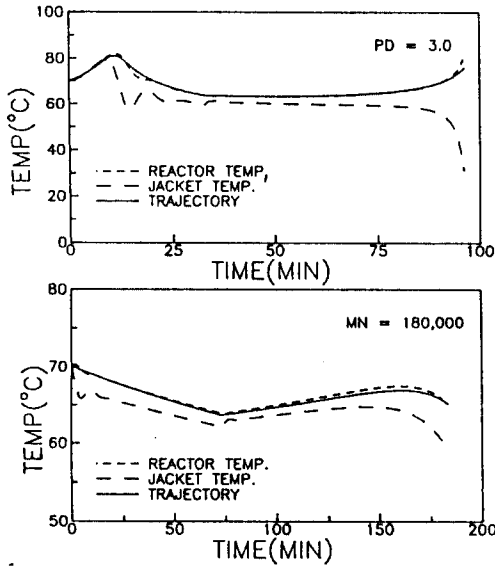 100
80
60
40
20
0
TEMP(°C)
PD = 3.0
REACTOR TEMP,
JACKET TEMP.
TRAJECTORY
0
25
50
75
100
TIME(MIN)
80
70
60
50
TEMP(°C)
MN = 180,000
REACTOR TEMP.
JACKET TEMP.
TRAJECTORY
0
50
100
150
200
TIME(MIN)